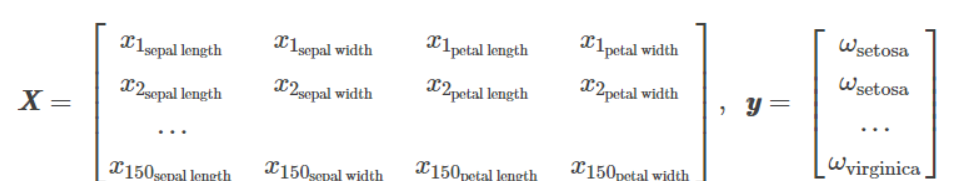 x₁sepal length x₁sepal width x₁petal length x₁petal width ωsetosa
x₂sepal length x₂sepal width x₂petal length x₂petal width ωsetosa
X = , y =
... ...
x₁₅₀sepal length x₁₅₀sepal width x₁₅₀petal length x₁₅₀petal width ωvirginica